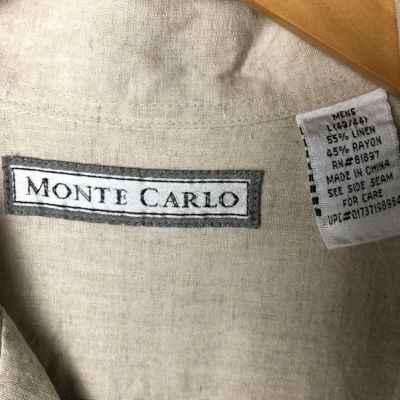 MONTE CARLO
MENS
L(42/44)
55% LINEN
45% RAYON
RN#81897
MADE IN CHINA
SEE SIDE SEAM
FOR CARE